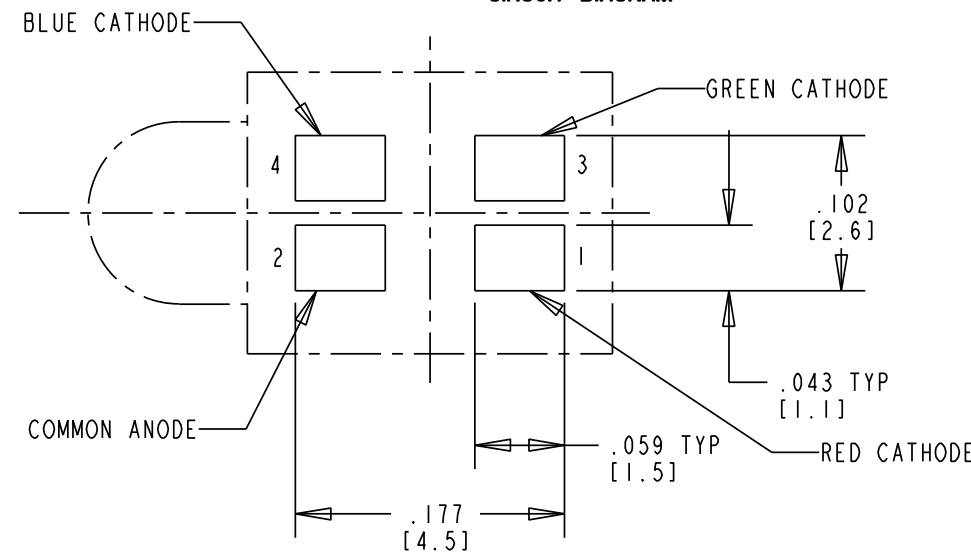 BLUE CATHODE
GREEN CATHODE
4
3
.102
[2.6]
2
1
.043 TYP
[1.1]
COMMON ANODE
.059 TYP
[1.5]
RED CATHODE
.177
[4.5]